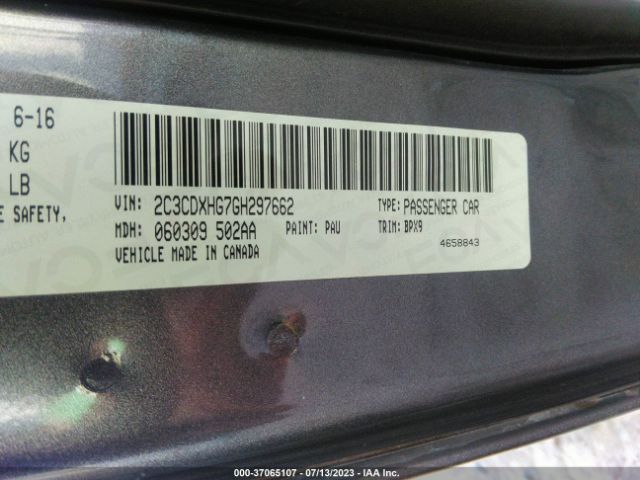 6-16
KG
LB
E SAFETY,
VIN: 2C3CDXHG7GH297662 TYPE: PASSENGER CAR
MDH: 060309 502AA PAINT: PAU TRIM: BPX9
VEHICLE MADE IN CANADA 4658843
000-37065107 - 07/13/2023 - IAA Inc.